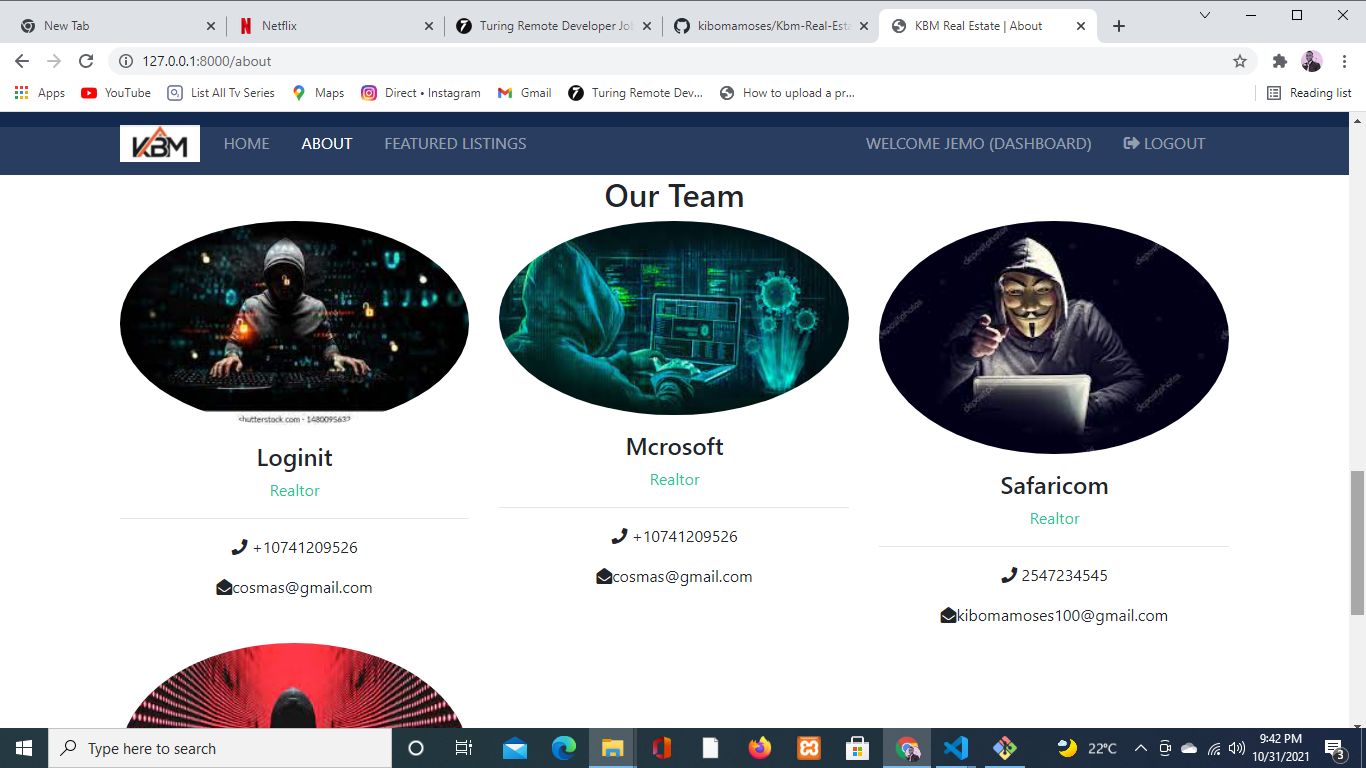 New Tab
Netflix
Turing Remote Developer Jo
kibomamoses/Kbm-Real-Esta
KBM Real Estate | About
127.0.0.1:8000/about
Apps
YouTube
List All Tv Series
Maps
Direct • Instagram
Gmail
Turing Remote Dev...
How to upload a pr...
Reading list
KBM
HOME
ABOUT
FEATURED LISTINGS
WELCOME JEMO (DASHBOARD)
LOGOUT
Our Team
depositphotos
depositphotos
shutterstock.com - 1480095632
Loginit
Realtor
+10741209526
cosmas@gmail.com
Mcrosoft
Realtor
+10741209526
cosmas@gmail.com
Safaricom
Realtor
2547234545
kibomamoses100@gmail.com
Type here to search
22°C
9:42 PM
10/31/2021
3